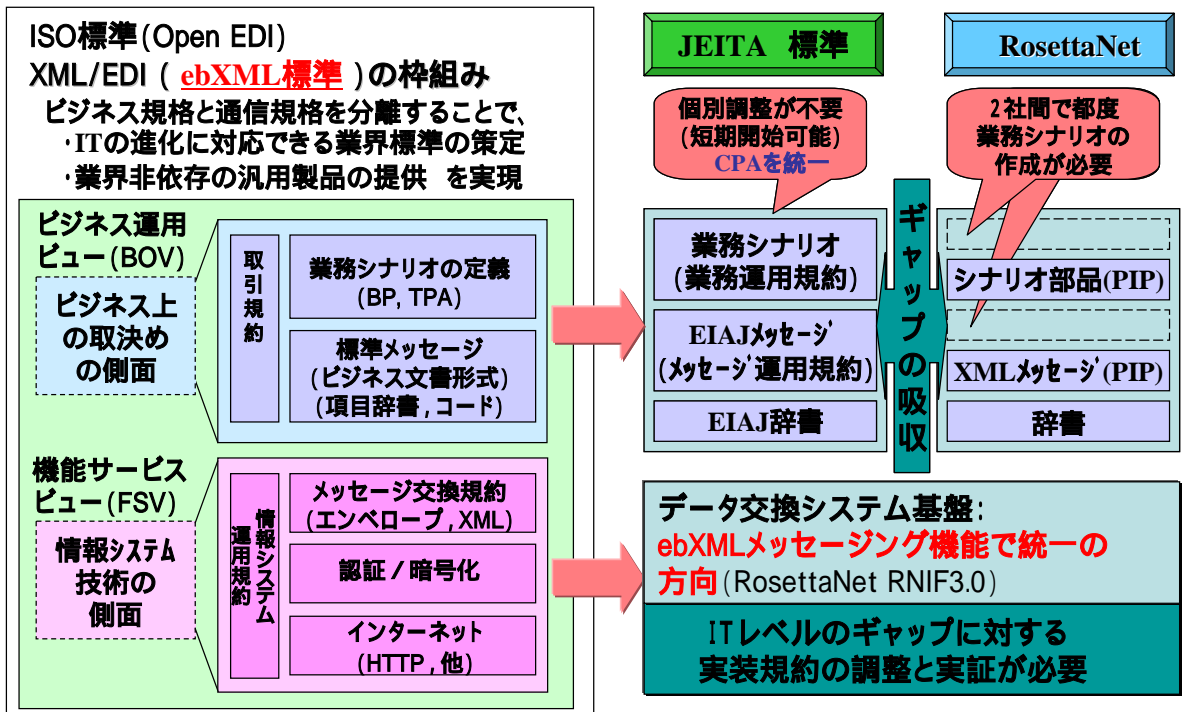 ISO標準(Open EDI)
XML/EDI ( ebXML標準 )の枠組み
ビジネス規格と通信規格を分離することで、
・ITの進化に対応できる業界標準の策定
・業界非依存の汎用製品の提供 を実現
ビジネス運用
ビュー(BOV)
ビジネス上
の取決め
の側面
取引規約
業務シナリオの定義
(BP, TPA)
標準メッセージ
(ビジネス文書形式)
(項目辞書,コード)
機能サービス
ビュー(FSV)
情報システム
技術の
側面
情報システム
運用規約
メッセージ交換規約
(エンベロープ,XML)
認証/暗号化
インターネット
(HTTP,他)
JEITA 標準
RosettaNet
個別調整が不要
(短期開始可能)
CPAを統一
2社間で都度
業務シナリオの
作成が必要
業務シナリオ
(業務運用規約)
EIAJメッセージ
(メッセージ運用規約)
EIAJ辞書
ギャップの吸収
シナリオ部品(PIP)
XMLメッセージ(PIP)
辞書
データ交換システム基盤:
ebXMLメッセージング機能で統一の
方向(RosettaNet RNIF3.0)
ITレベルのギャップに対する
実装規約の調整と実証が必要